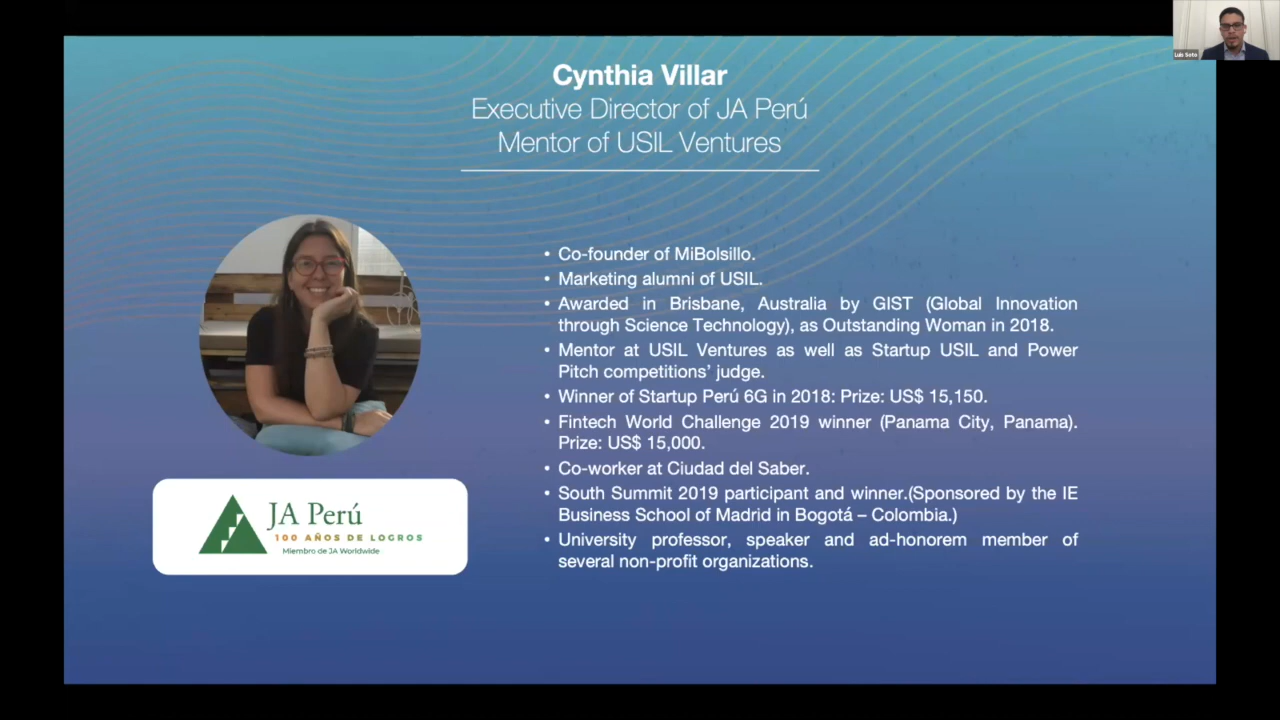 Luis Soto
Cynthia Villar
Executive Director of JA Perú
Mentor of USIL Ventures
• Co-founder of MiBolsillo.
• Marketing alumni of USIL.
• Awarded in Brisbane, Australia by GIST (Global Innovation
through Science Technology), as Outstanding Woman in 2018.
• Mentor at USIL Ventures as well as Startup USIL and Power
Pitch competitions' judge.
• Winner of Startup Perú 6G in 2018: Prize: US$ 15,150.
• Fintech World Challenge 2019 winner (Panama City, Panama).
Prize: US$ 15,000.
• Co-worker at Ciudad del Saber.
• South Summit 2019 participant and winner.(Sponsored by the IE
Business School of Madrid in Bogotá – Colombia.)
• University professor, speaker and ad-honorem member of
several non-profit organizations.
JA Perú
100 AÑOS DE LOGROS
Miembro de JA Worldwide